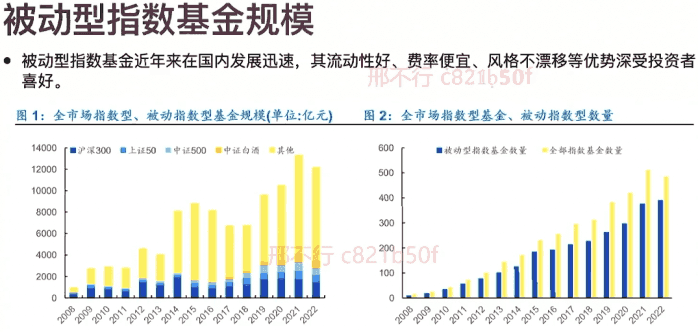 被动型指数基金规模
• 被动型指数基金近年来在国内发展迅速，其流动性好、费率便宜、风格不漂移等优势深受投资者
喜好。
邢不行 c821b50f
图 1：全市场指数型、被动指数型基金规模(单位:亿元)
沪深300 上证50 中证500 中证白酒 其他
14000
12000
10000
8000
6000
4000
2000
0
2008 2009 2010 2011 2012 2013 2014 2015 2016 2017 2018 2019 2020 2021 2022
图 2：全市场指数型基金、被动指数型数量
被动型指数基金数量 全部指数基金数量
600
500
400
300
200
100
0
2008 2009 2010 2011 2012 2013 2014 2015 2016 2017 2018 2019 2020 2021 2022
邢不行 c821b50f